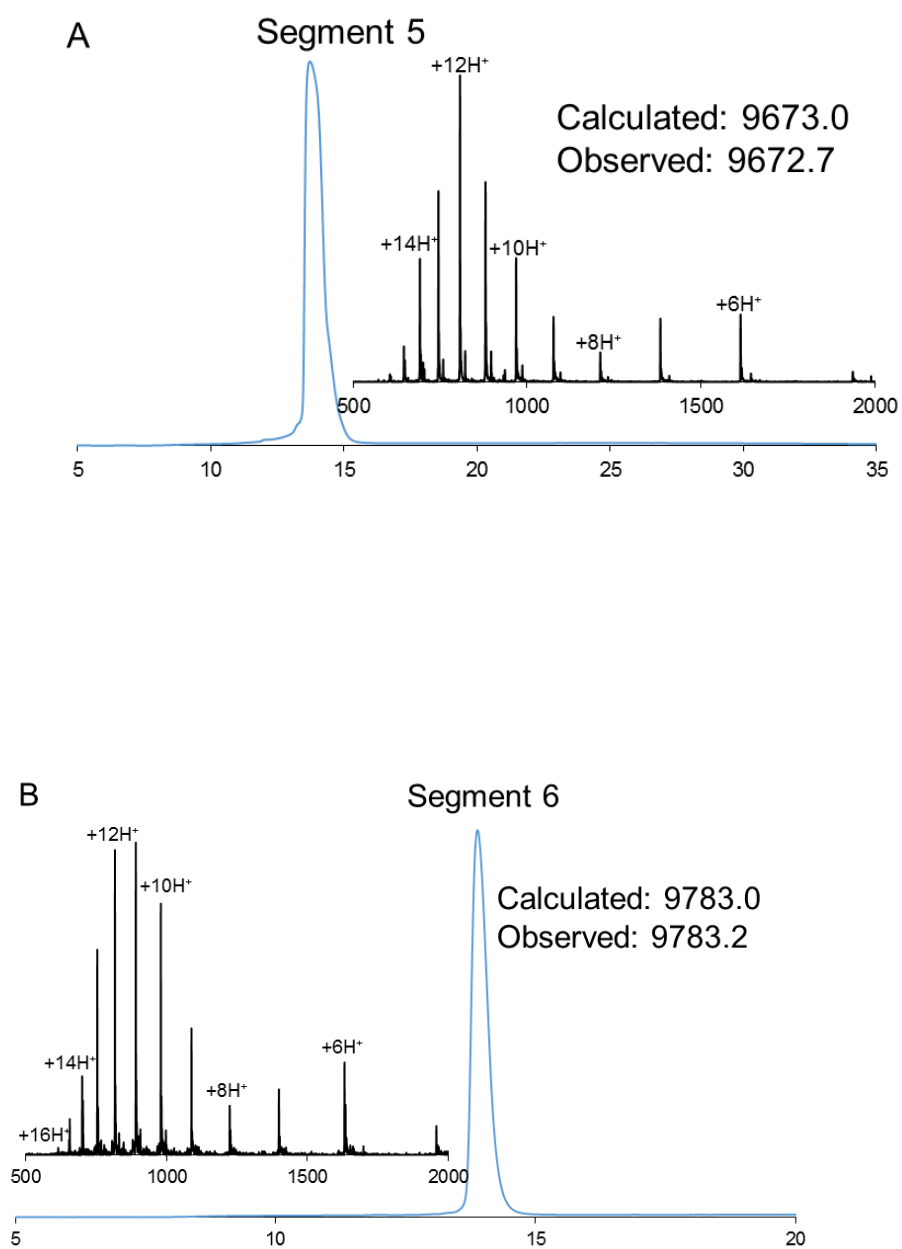 A
Segment 5
+12H⁺
Calculated: 9673.0
Observed: 9672.7
+14H⁺
+10H⁺
+6H⁺
+8H⁺
500 1000 1500 2000
5 10 15 20 25 30 35
B
Segment 6
+12H⁺
+10H⁺
Calculated: 9783.0
Observed: 9783.2
+14H⁺
+6H⁺
+8H⁺
+16H⁺
500 1000 1500 2000
5 10 15 20